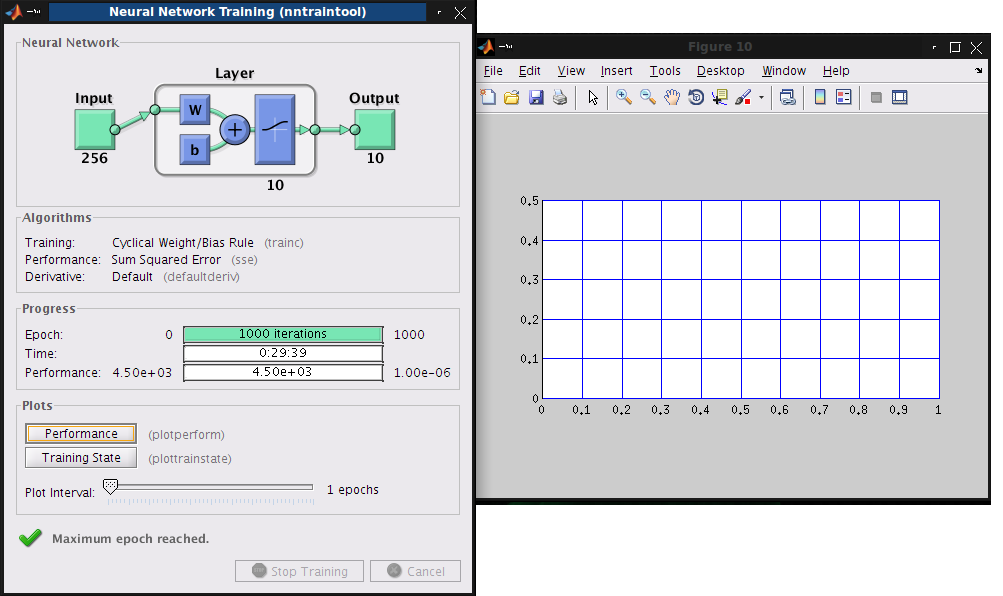 Neural Network Training (nntraintool)
Neural Network
Layer
Input
Output
W
b
+
256
10
10
Algorithms
Training: Cyclical Weight/Bias Rule (trainc)
Performance: Sum Squared Error (sse)
Derivative: Default (defaultderiv)
Progress
Epoch: 0 1000 iterations 1000
Time: 0:29:39
Performance: 4.50e+03 4.50e+03 1.00e-06
Plots
Performance (plotperform)
Training State (plottrainstate)
Plot Interval: 1 epochs
Maximum epoch reached.
Stop Training Cancel
Figure 10
File Edit View Insert Tools Desktop Window Help
0.5
0.4
0.3
0.2
0.1
0
0 0.1 0.2 0.3 0.4 0.5 0.6 0.7 0.8 0.9 1